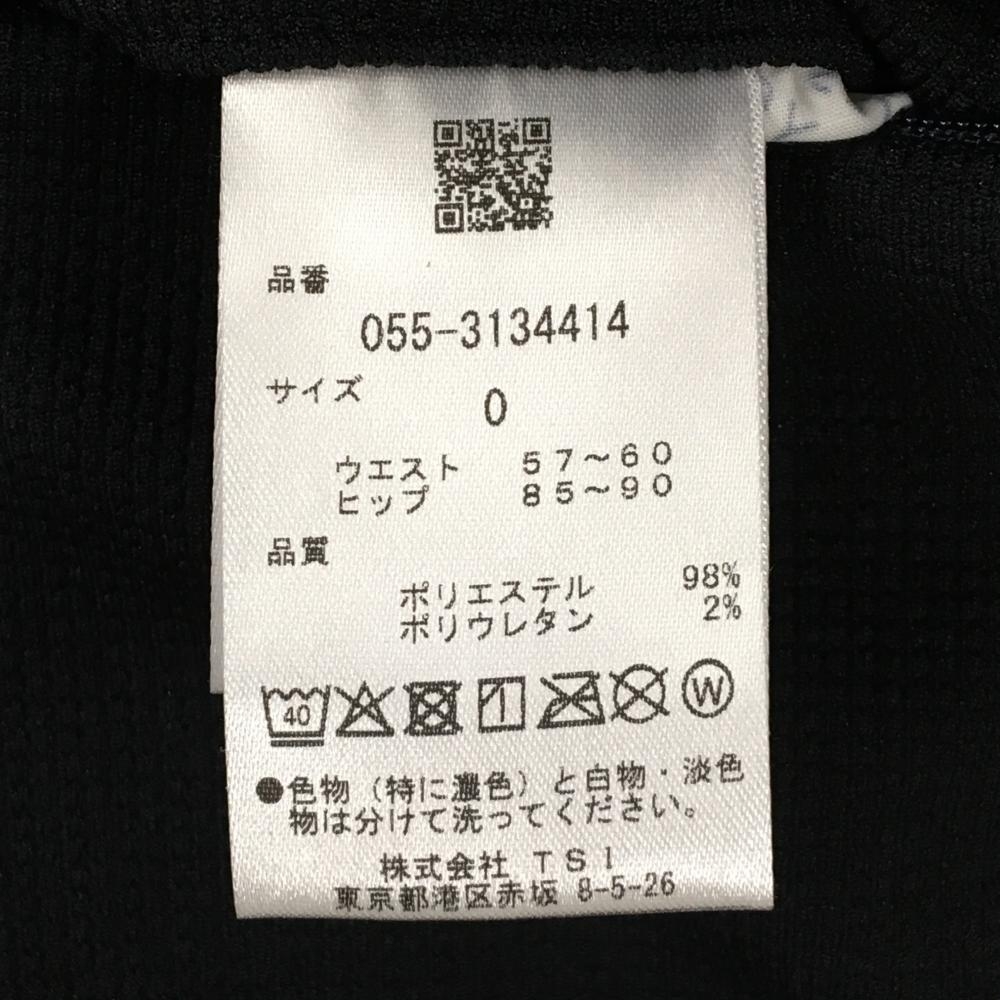 品番
055-3134414
サイズ
0
ウエスト 57～60
ヒップ 85～90
品質
ポリエステル 98%
ポリウレタン 2%
40 W
●色物（特に濃色）と白物・淡色
物は分けて洗ってください。
株式会社 TSI
東京都港区赤坂 8-5-26